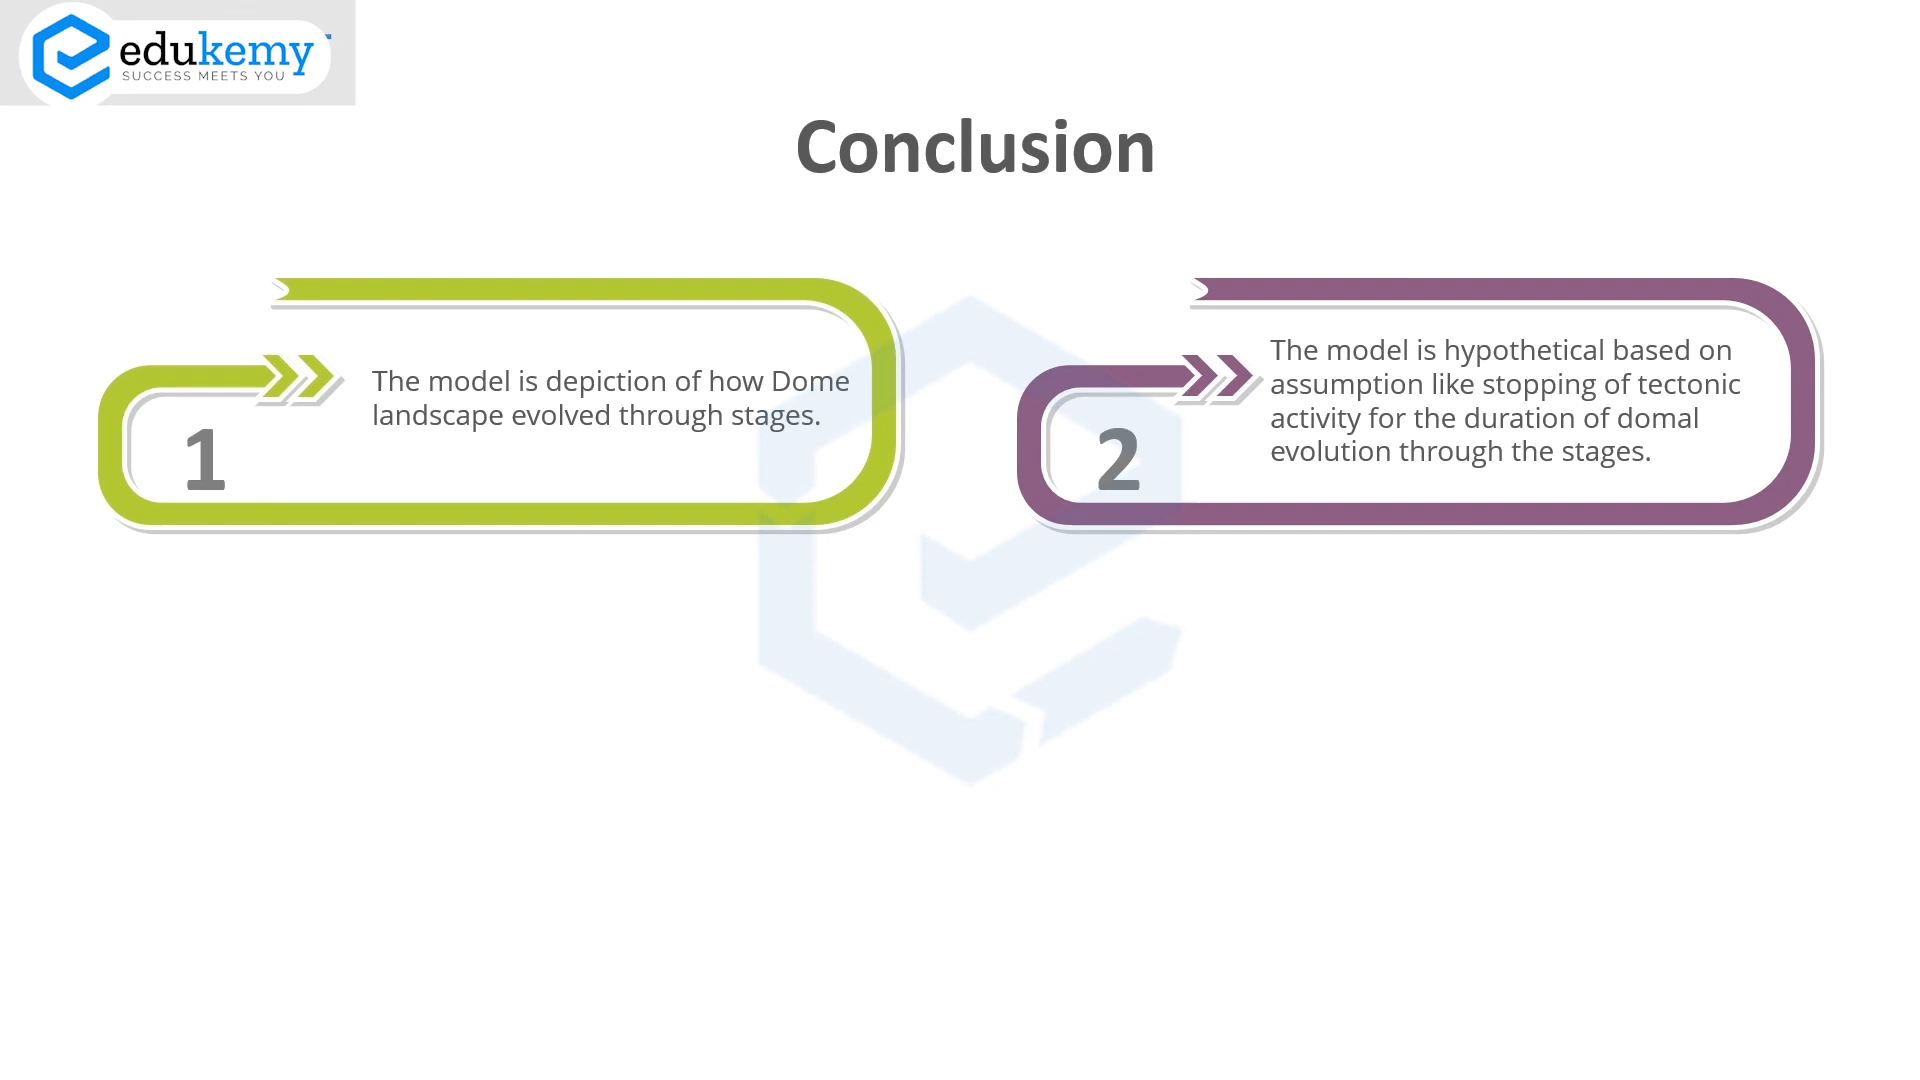 edukemy
SUCCESS MEETS YOU
Conclusion
1
The model is depiction of how Dome
landscape evolved through stages.
2
The model is hypothetical based on
assumption like stopping of tectonic
activity for the duration of domal
evolution through the stages.